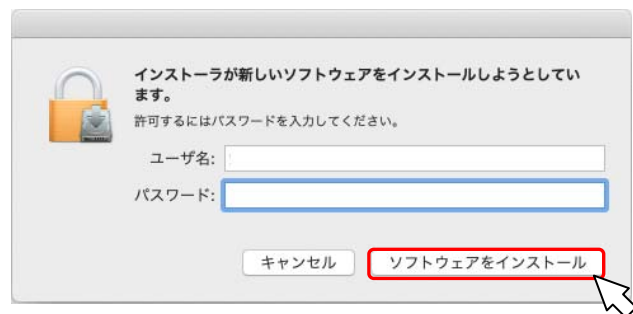 インストーラが新しいソフトウェアをインストールしようとしてい
ます。
許可するにはパスワードを入力してください。
ユーザ名:
パスワード:
キャンセル ソフトウェアをインストール